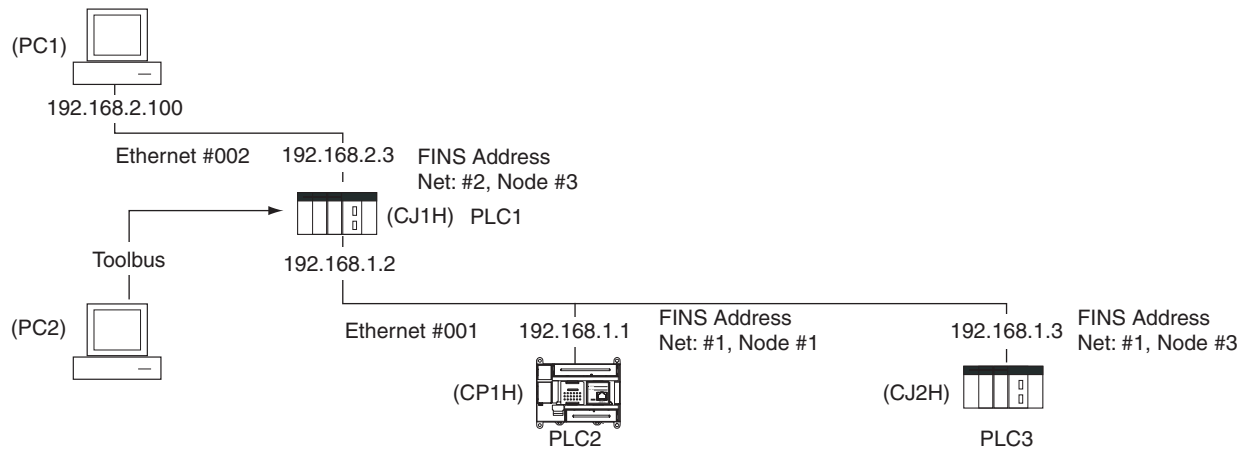 (PC1)
192.168.2.100
Ethernet #002
192.168.2.3
FINS Address
Net: #2, Node #3
(CJ1H) PLC1
Toolbus
192.168.1.2
(PC2)
Ethernet #001
192.168.1.1
FINS Address
Net: #1, Node #1
192.168.1.3
FINS Address
Net: #1, Node #3
(CP1H)
PLC2
(CJ2H)
PLC3